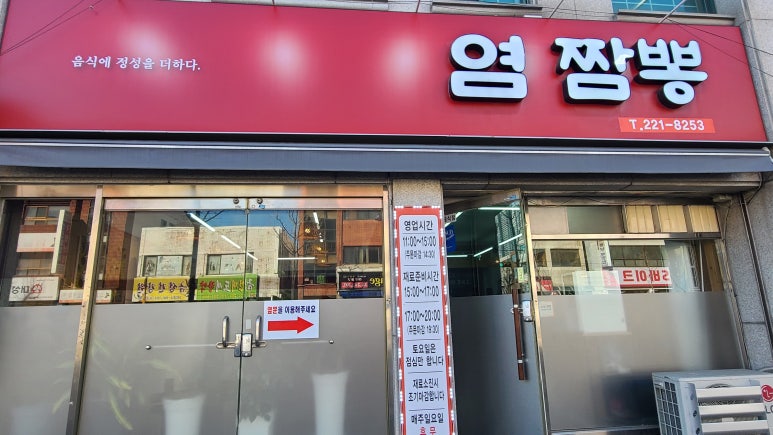 음식에 정성을 더하다.
염짬뽕
T.221-8253
옆문을 이용해주세요
영업시간
11:00~15:00
(주문마감 14:30)
재료준비시간
15:00~17:00
17:00~20:00
(주문마감 19:30)
토요일은
점심만 합니다
재료소진시
조기마감합니다
매주일요일
휴무